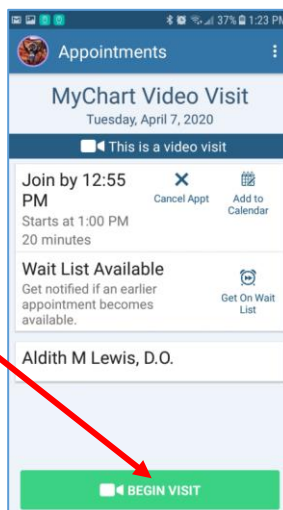 37% 1:23 PM
Appointments
MyChart Video Visit
Tuesday, April 7, 2020
This is a video visit
Join by 12:55 PM
Starts at 1:00 PM
20 minutes
Cancel Appt
Add to Calendar
Wait List Available
Get notified if an earlier
appointment becomes
available.
Get On Wait
List
Aldith M Lewis, D.O.
BEGIN VISIT